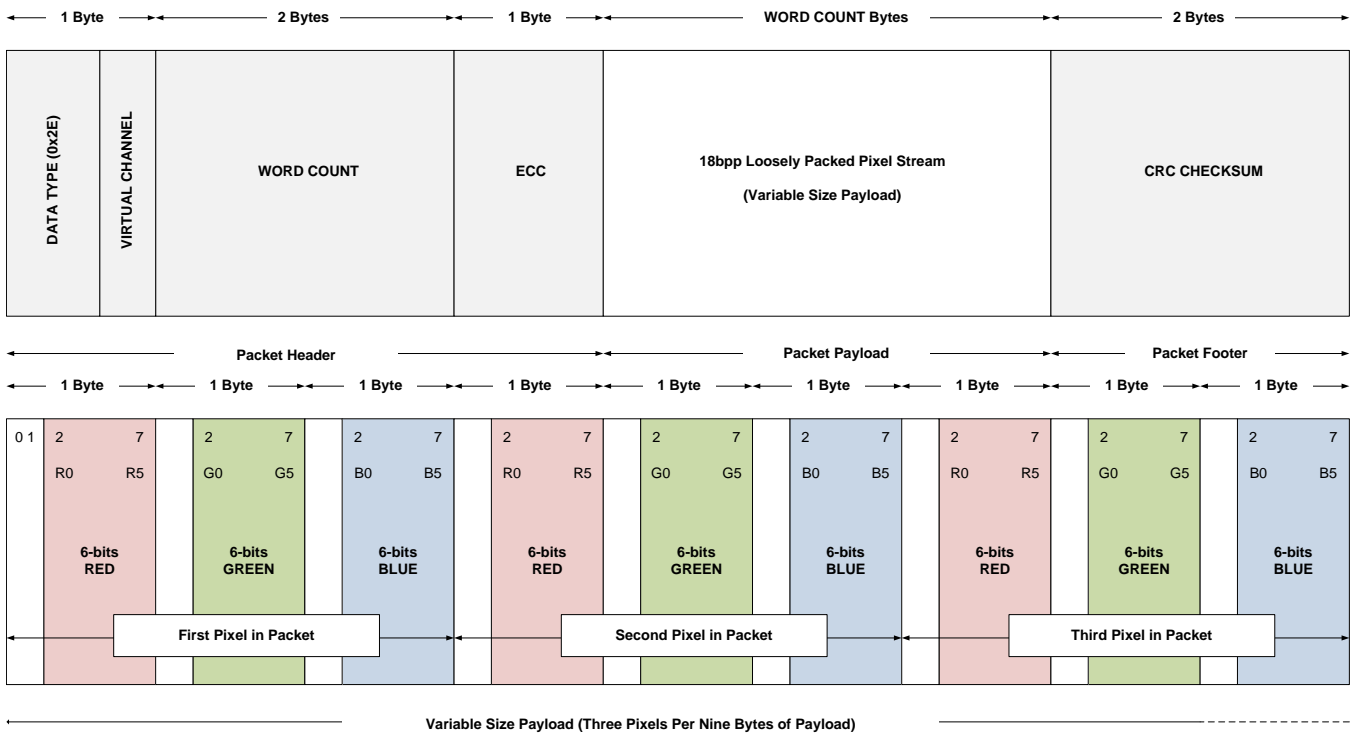 1 Byte 2 Bytes 1 Byte WORD COUNT Bytes 2 Bytes
DATA TYPE (0x2E)
VIRTUAL CHANNEL
WORD COUNT
ECC
18bpp Loosely Packed Pixel Stream
(Variable Size Payload)
CRC CHECKSUM
Packet Header Packet Payload Packet Footer
1 Byte 1 Byte 1 Byte 1 Byte 1 Byte 1 Byte 1 Byte 1 Byte 1 Byte
0 1 2 7 2 7 2 7 2 7 2 7 2 7 2 7 2 7 2 7
R0 R5 G0 G5 B0 B5 R0 R5 G0 G5 B0 B5 R0 R5 G0 G5 B0 B5
6-bits 6-bits 6-bits 6-bits 6-bits 6-bits 6-bits 6-bits 6-bits
RED GREEN BLUE RED GREEN BLUE RED GREEN BLUE
First Pixel in Packet Second Pixel in Packet Third Pixel in Packet
Variable Size Payload (Three Pixels Per Nine Bytes of Payload)